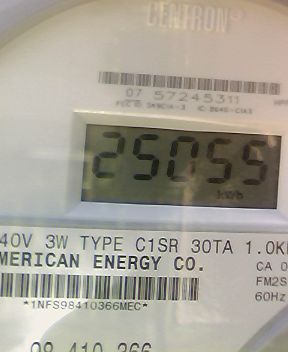 CENTRON®
07 57245311
25055
kWh
40V 3W TYPE C1SR 30TA 1.0K
MERICAN ENERGY CO.
CA 0
FM2S
60Hz
*1NFS98410366MEC*
98 410 366